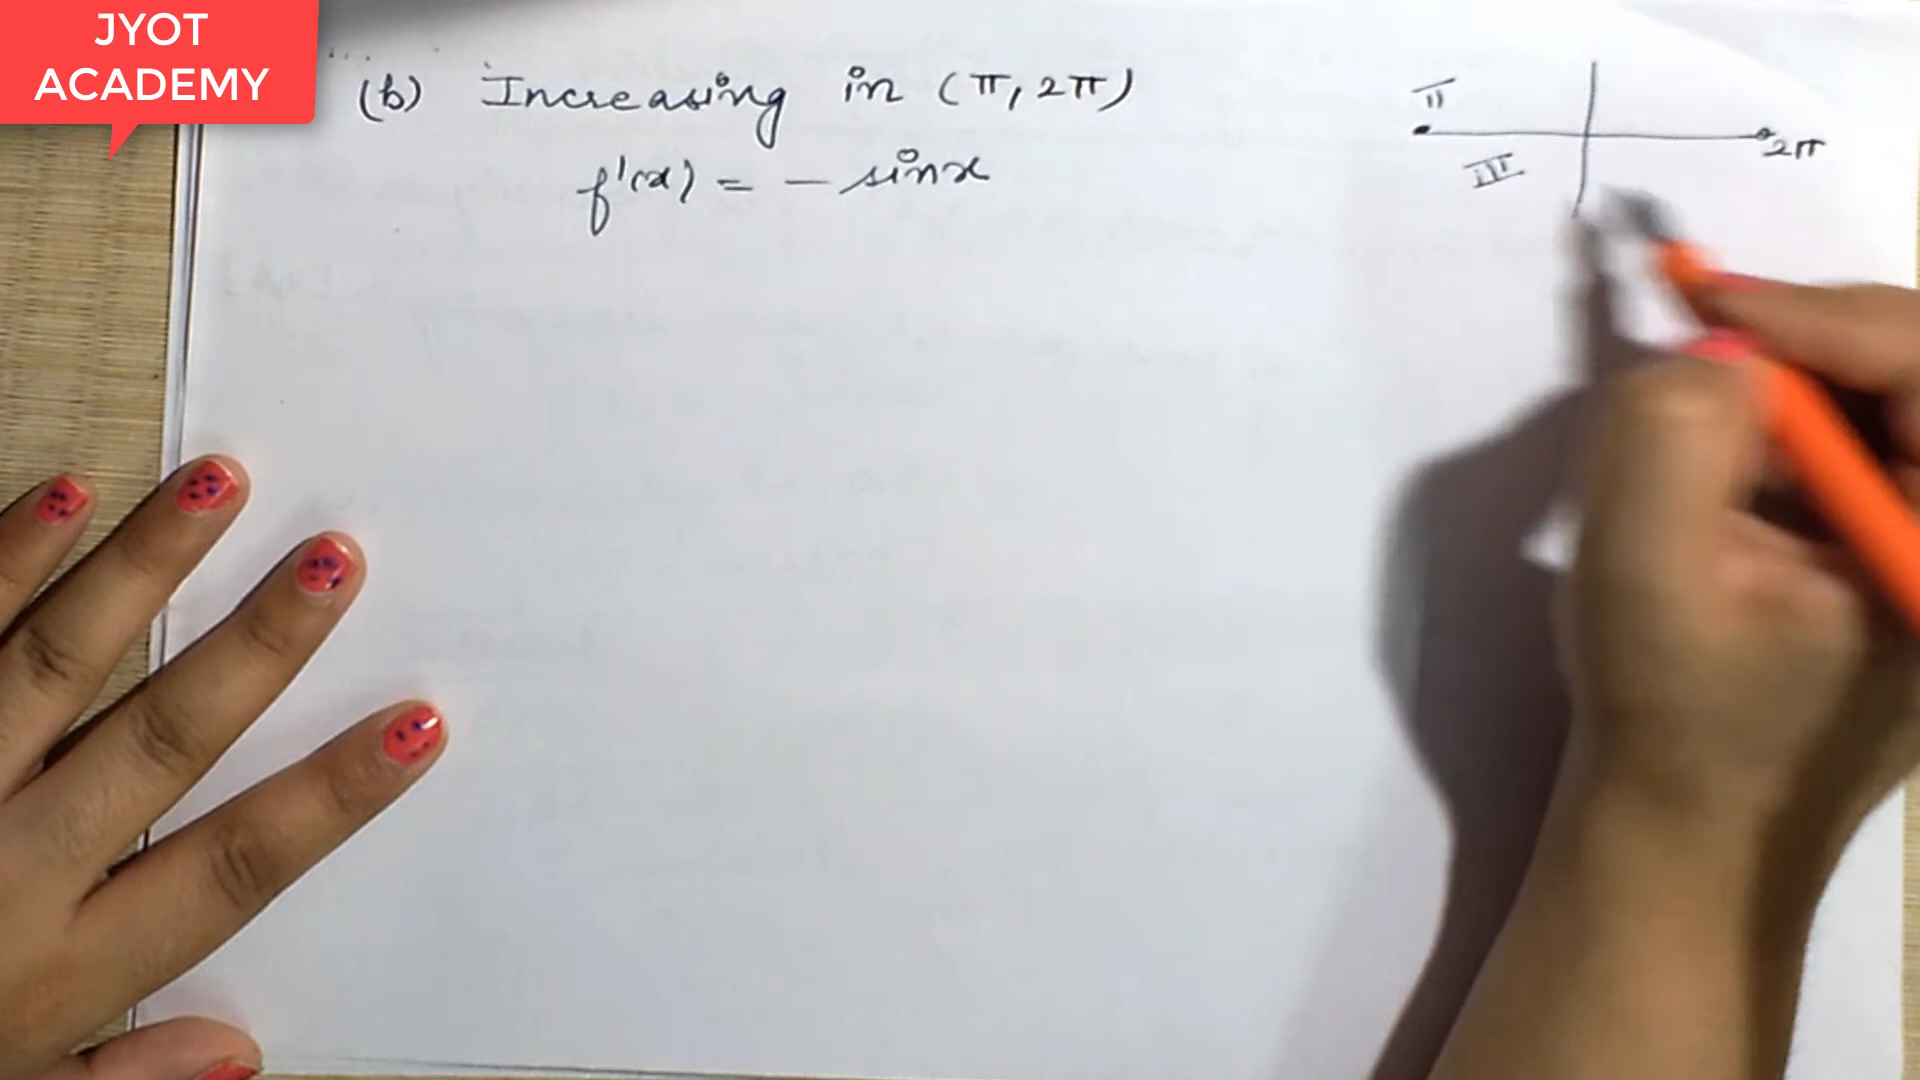 JYOT
ACADEMY
(b) Increasing in (π, 2π)
f'(x) = - sinx
π
2π
III